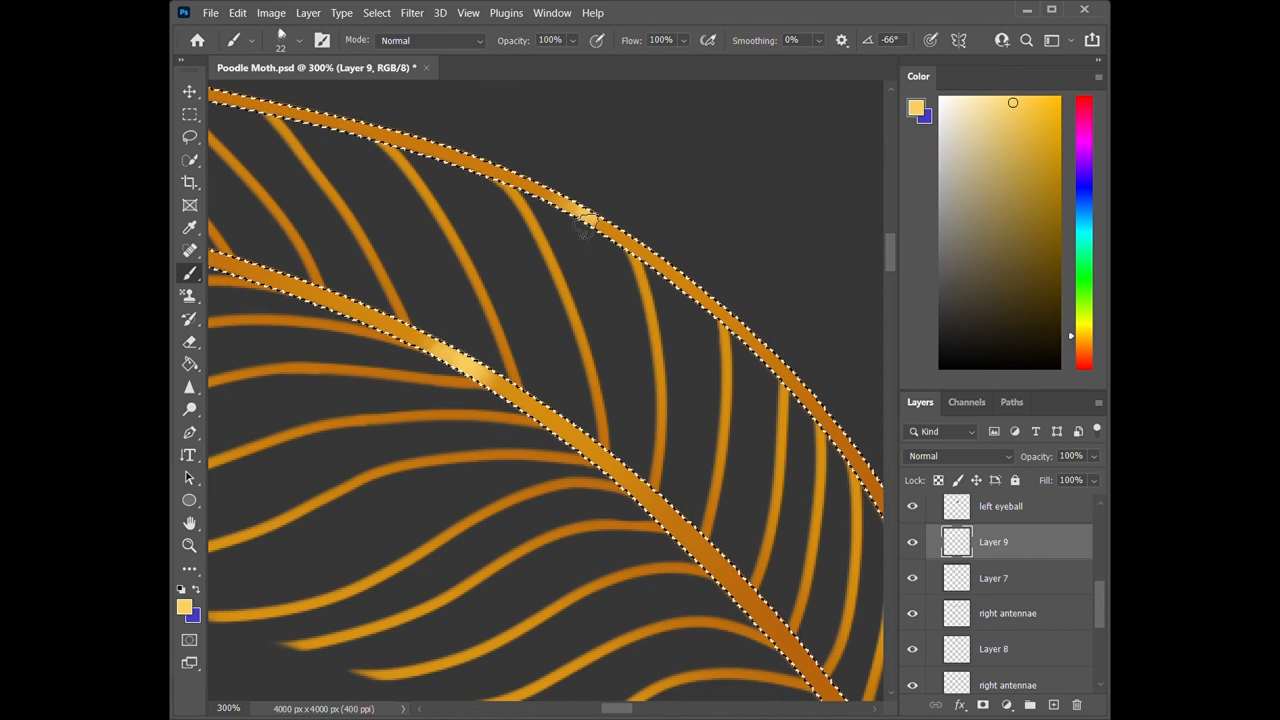 Ps File Edit Image Layer Type Select Filter 3D View Plugins Window Help
22 Mode: Normal Opacity: 100% Flow: 100% Smoothing: 0% -66°
Poodle Moth.psd @ 300% (Layer 9, RGB/8) *
Color
Layers Channels Paths
Kind
Normal Opacity: 100%
Lock: Fill: 100%
left eyeball
Layer 9
Layer 7
right antennae
Layer 8
right antennae
fx
300% 4000 px x 4000 px (400 ppi)